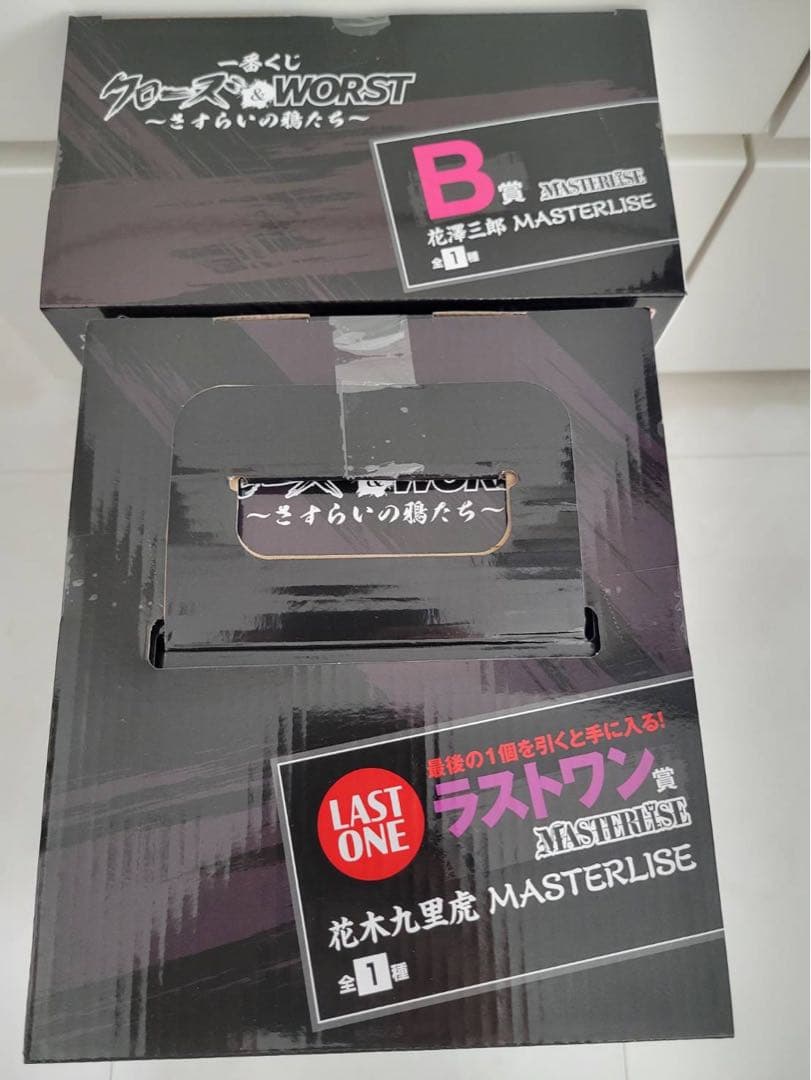 一番くじ
クローズ&WORST
～さすらいの鴉たち～
B賞 MASTERLISE
花澤三郎 MASTERLISE
全1種
～さすらいの鴉たち～
最後の1個を引くと手に入る!
LAST ONE
ラストワン賞
MASTERLISE
花木九里虎 MASTERLISE
全1種